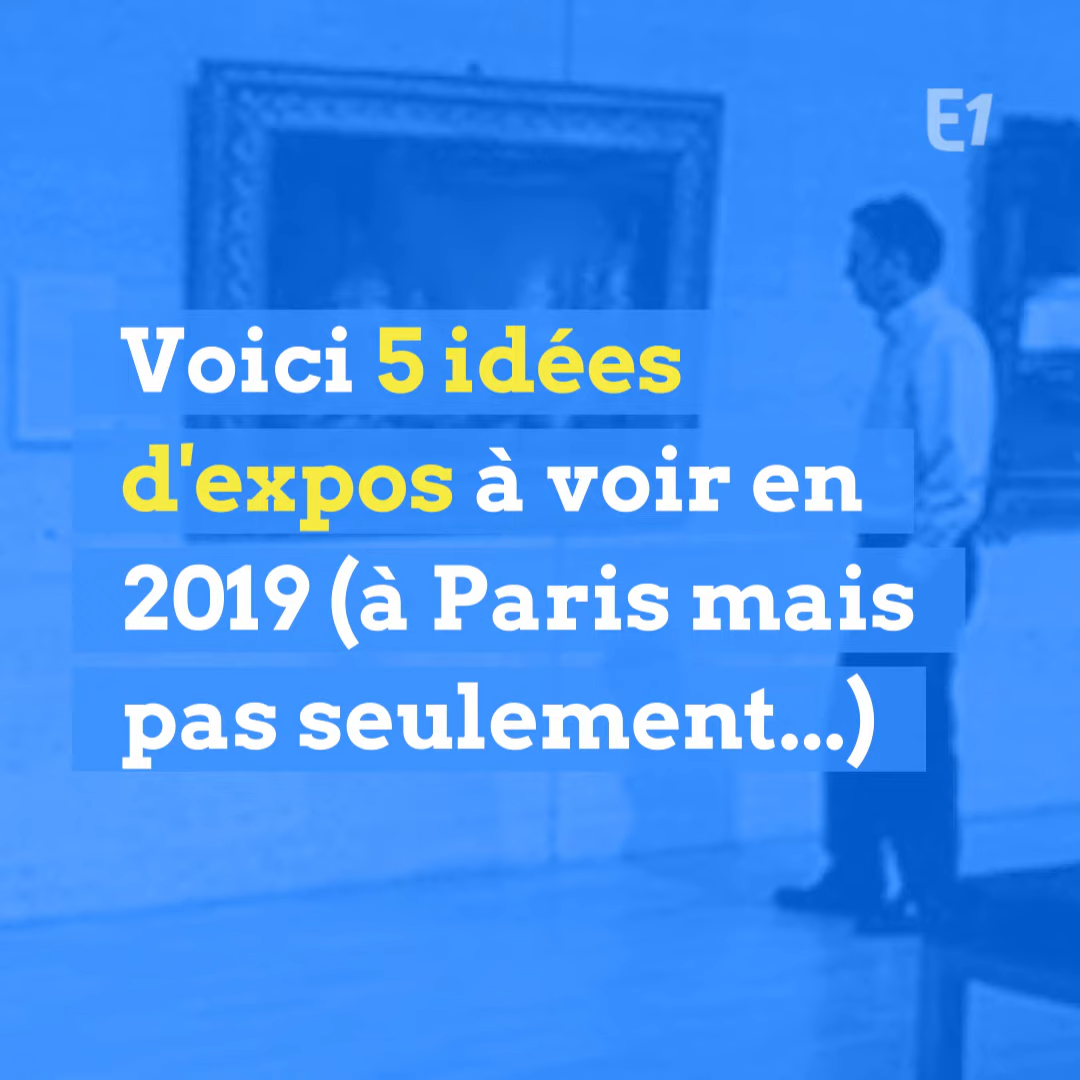 E1
Voici 5 idées
d'expos à voir en
2019 (à Paris mais
pas seulement...)